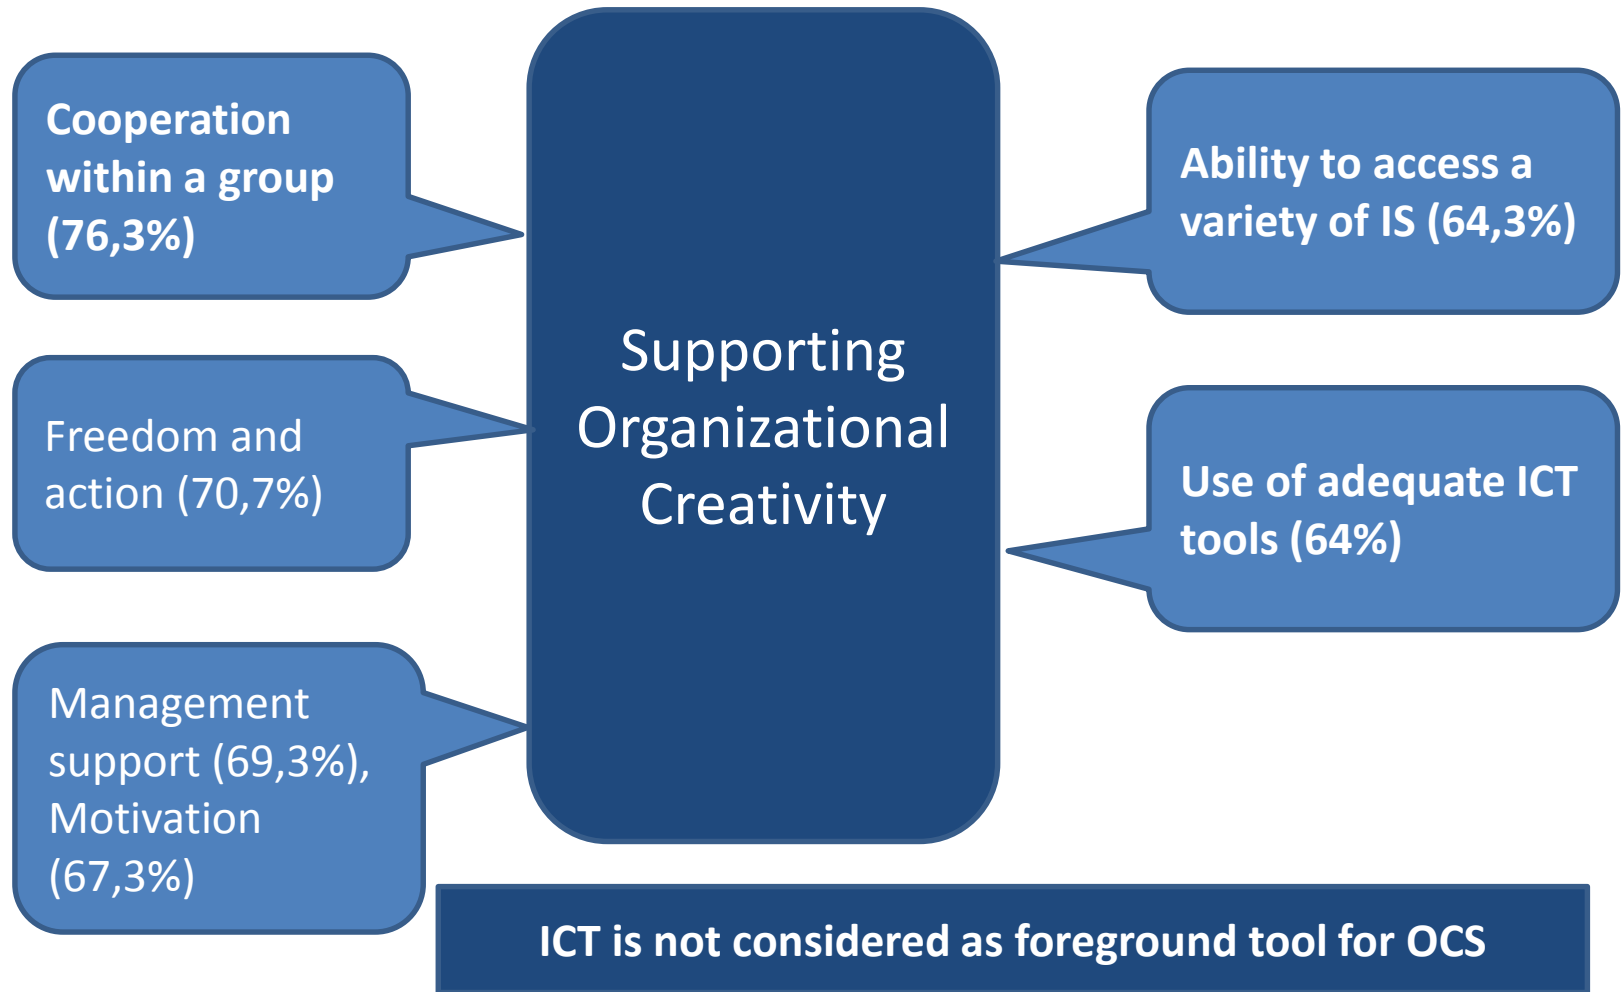 Cooperation
within a group
(76,3%)
Freedom and
action (70,7%)
Management
support (69,3%),
Motivation
(67,3%)
Supporting
Organizational
Creativity
Ability to access a
variety of IS (64,3%)
Use of adequate ICT
tools (64%)
ICT is not considered as foreground tool for OCS